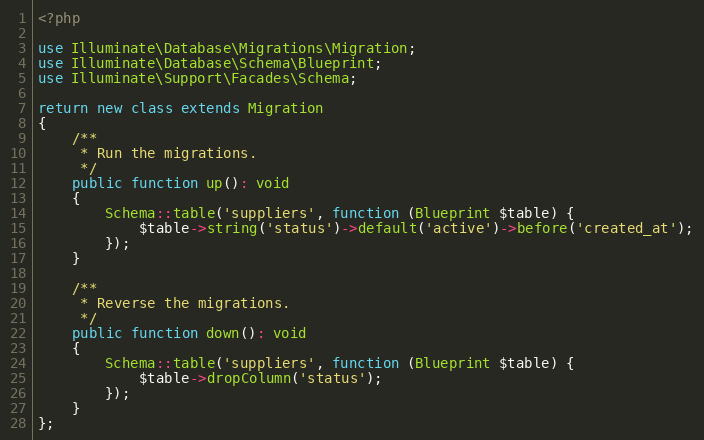 1 <?php
2
3 use Illuminate\Database\Migrations\Migration;
4 use Illuminate\Database\Schema\Blueprint;
5 use Illuminate\Support\Facades\Schema;
6
7 return new class extends Migration
8 {
9     /**
10      * Run the migrations.
11      */
12     public function up(): void
13     {
14         Schema::table('suppliers', function (Blueprint $table) {
15             $table->string('status')->default('active')->before('created_at');
16         });
17     }
18
19     /**
20      * Reverse the migrations.
21      */
22     public function down(): void
23     {
24         Schema::table('suppliers', function (Blueprint $table) {
25             $table->dropColumn('status');
26         });
27     }
28 };